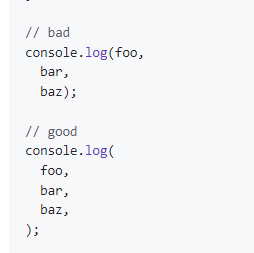 // bad
console.log(foo,
  bar,
  baz);

// good
console.log(
  foo,
  bar,
  baz,
);